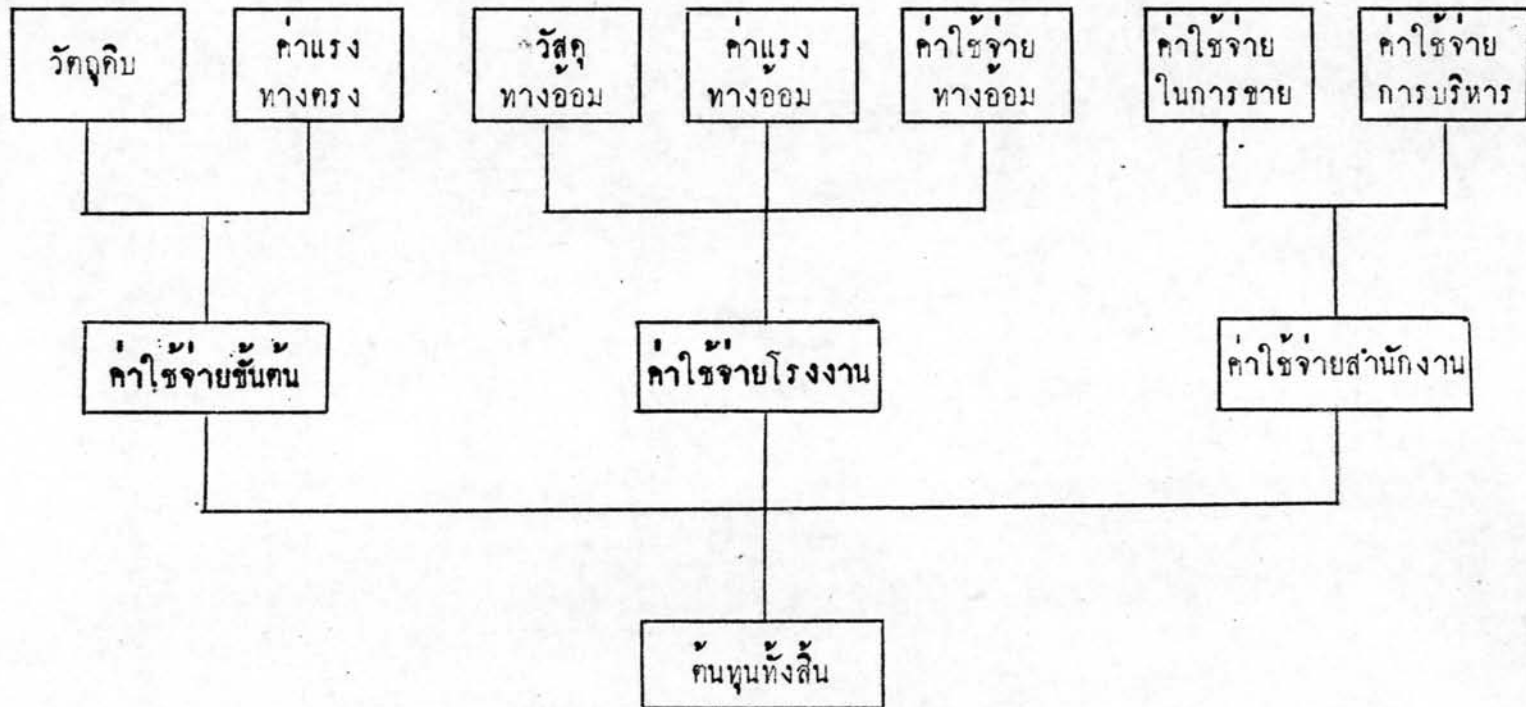 วัตถุดิบ
ค่าแรง
ทางตรง
วัสดุ
ทางอ้อม
ค่าแรง
ทางอ้อม
ค่าใช้จ่าย
ทางอ้อม
ค่าใช้จ่าย
ในการขาย
ค่าใช้จ่าย
การบริหาร
ค่าใช้จ่ายขั้นต้น
ค่าใช้จ่ายโรงงาน
ค่าใช้จ่ายสำนักงาน
ต้นทุนทั้งสิ้น